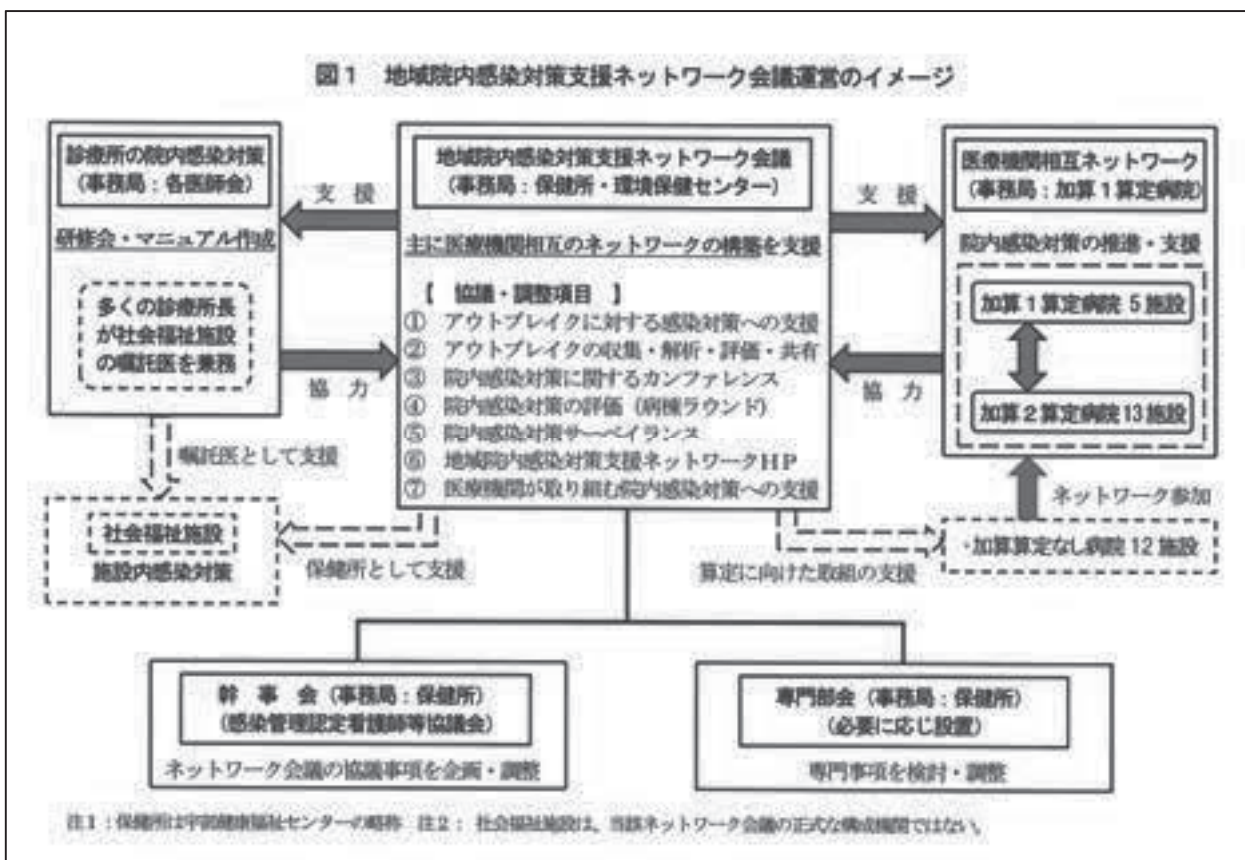 図1 地域院内感染対策支援ネットワーク会議運営のイメージ
診療所の院内感染対策
(事務局：各医師会)
研修会・マニュアル作成
多くの診療所長
が社会福祉施設
の嘱託医を兼務
支 援
協 力
地域院内感染対策支援ネットワーク会議
(事務局：保健所・環境保健センター)
主に医療機関相互のネットワークの構築を支援
【 協議・調整項目 】
① アウトブレイクに対する感染対策への支援
② アウトブレイクの収集・解析・評価・共有
③ 院内感染対策に関するカンファレンス
④ 院内感染対策の評価（病棟ラウンド）
⑤ 院内感染対策サーベイランス
⑥ 地域院内感染対策支援ネットワークＨＰ
⑦ 医療機関が取り組む院内感染対策への支援
支 援
協 力
医療機関相互ネットワーク
(事務局：加算１算定病院)
院内感染対策の推進・支援
加算１算定病院 5施設
加算２算定病院 13施設
ネットワーク参加
・加算算定なし病院 12施設
算定に向けた取組の支援
嘱託医として支援
社会福祉施設
施設内感染対策
保健所として支援
幹 事 会（事務局：保健所）
(感染管理認定看護師等協議会)
ネットワーク会議の協議事項を企画・調整
専門部会（事務局：保健所）
(必要に応じ設置)
専門事項を検討・調整
注1：保健所は宇部健康福祉センターの略称 注2： 社会福祉施設は、当該ネットワーク会議の正式な構成機関ではない。